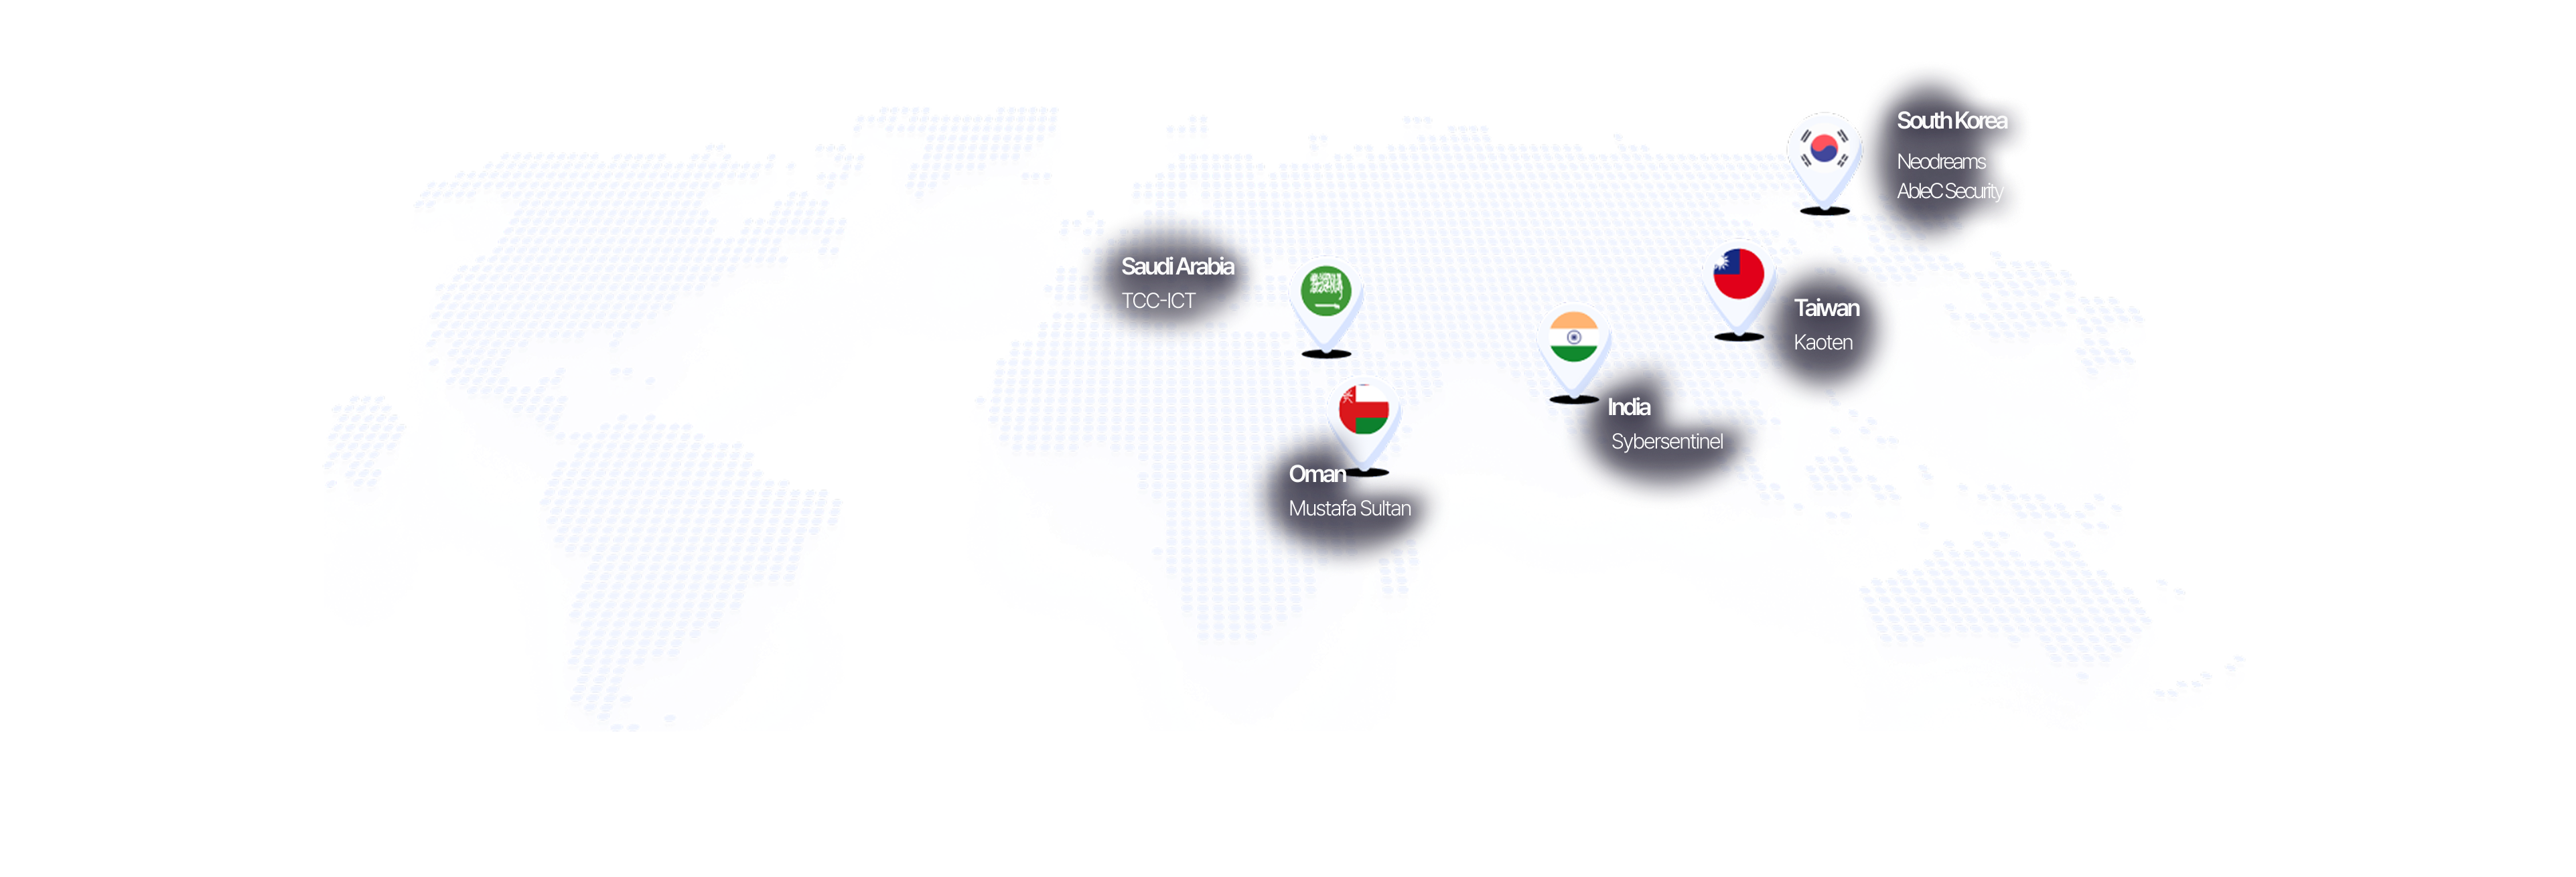 South Korea
Neodreams
AbleC Security
Saudi Arabia
TCC-ICT
Taiwan
Kaoten
India
Sybersentinel
Oman
Mustafa Sultan